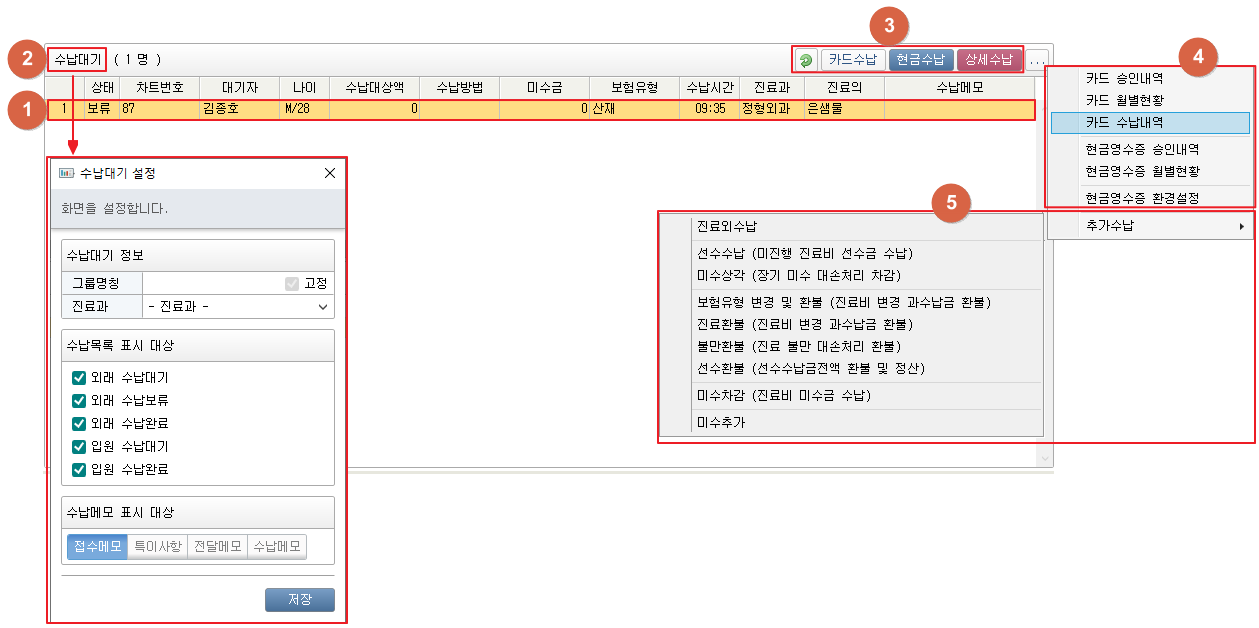 3
2
수납대기 ( 1 명 )
카드수납 현금수납 상세수납 ...
4
상태 차트번호 대기자 나이 수납대상액 수납방법 미수금 보험유형 수납시간 진료과 진료의 수납메모
1
1 보류 87 김종호 M/28 0 0 산재 09:35 정형외과 은샘물
카드 승인내역
카드 월별현황
카드 수납내역
현금영수증 승인내역
현금영수증 월별현황
현금영수증 환경설정
추가수납
수납대기 설정
화면을 설정합니다.
수납대기 정보
그룹명칭 고정
진료과 - 진료과 -
수납목록 표시 대상
외래 수납대기
외래 수납보류
외래 수납완료
입원 수납대기
입원 수납완료
수납메모 표시 대상
접수메모 특이사항 전달메모 수납메모
저장
5
진료외수납
선수수납 (미진행 진료비 선수금 수납)
미수상각 (장기 미수 대손처리 차감)
보험유형 변경 및 환불 (진료비 변경 과수납금 환불)
진료환불 (진료비 변경 과수납금 환불)
불만환불 (진료 불만 대손처리 환불)
선수환불 (선수수납금전액 환불 및 정산)
미수차감 (진료비 미수금 수납)
미수추가